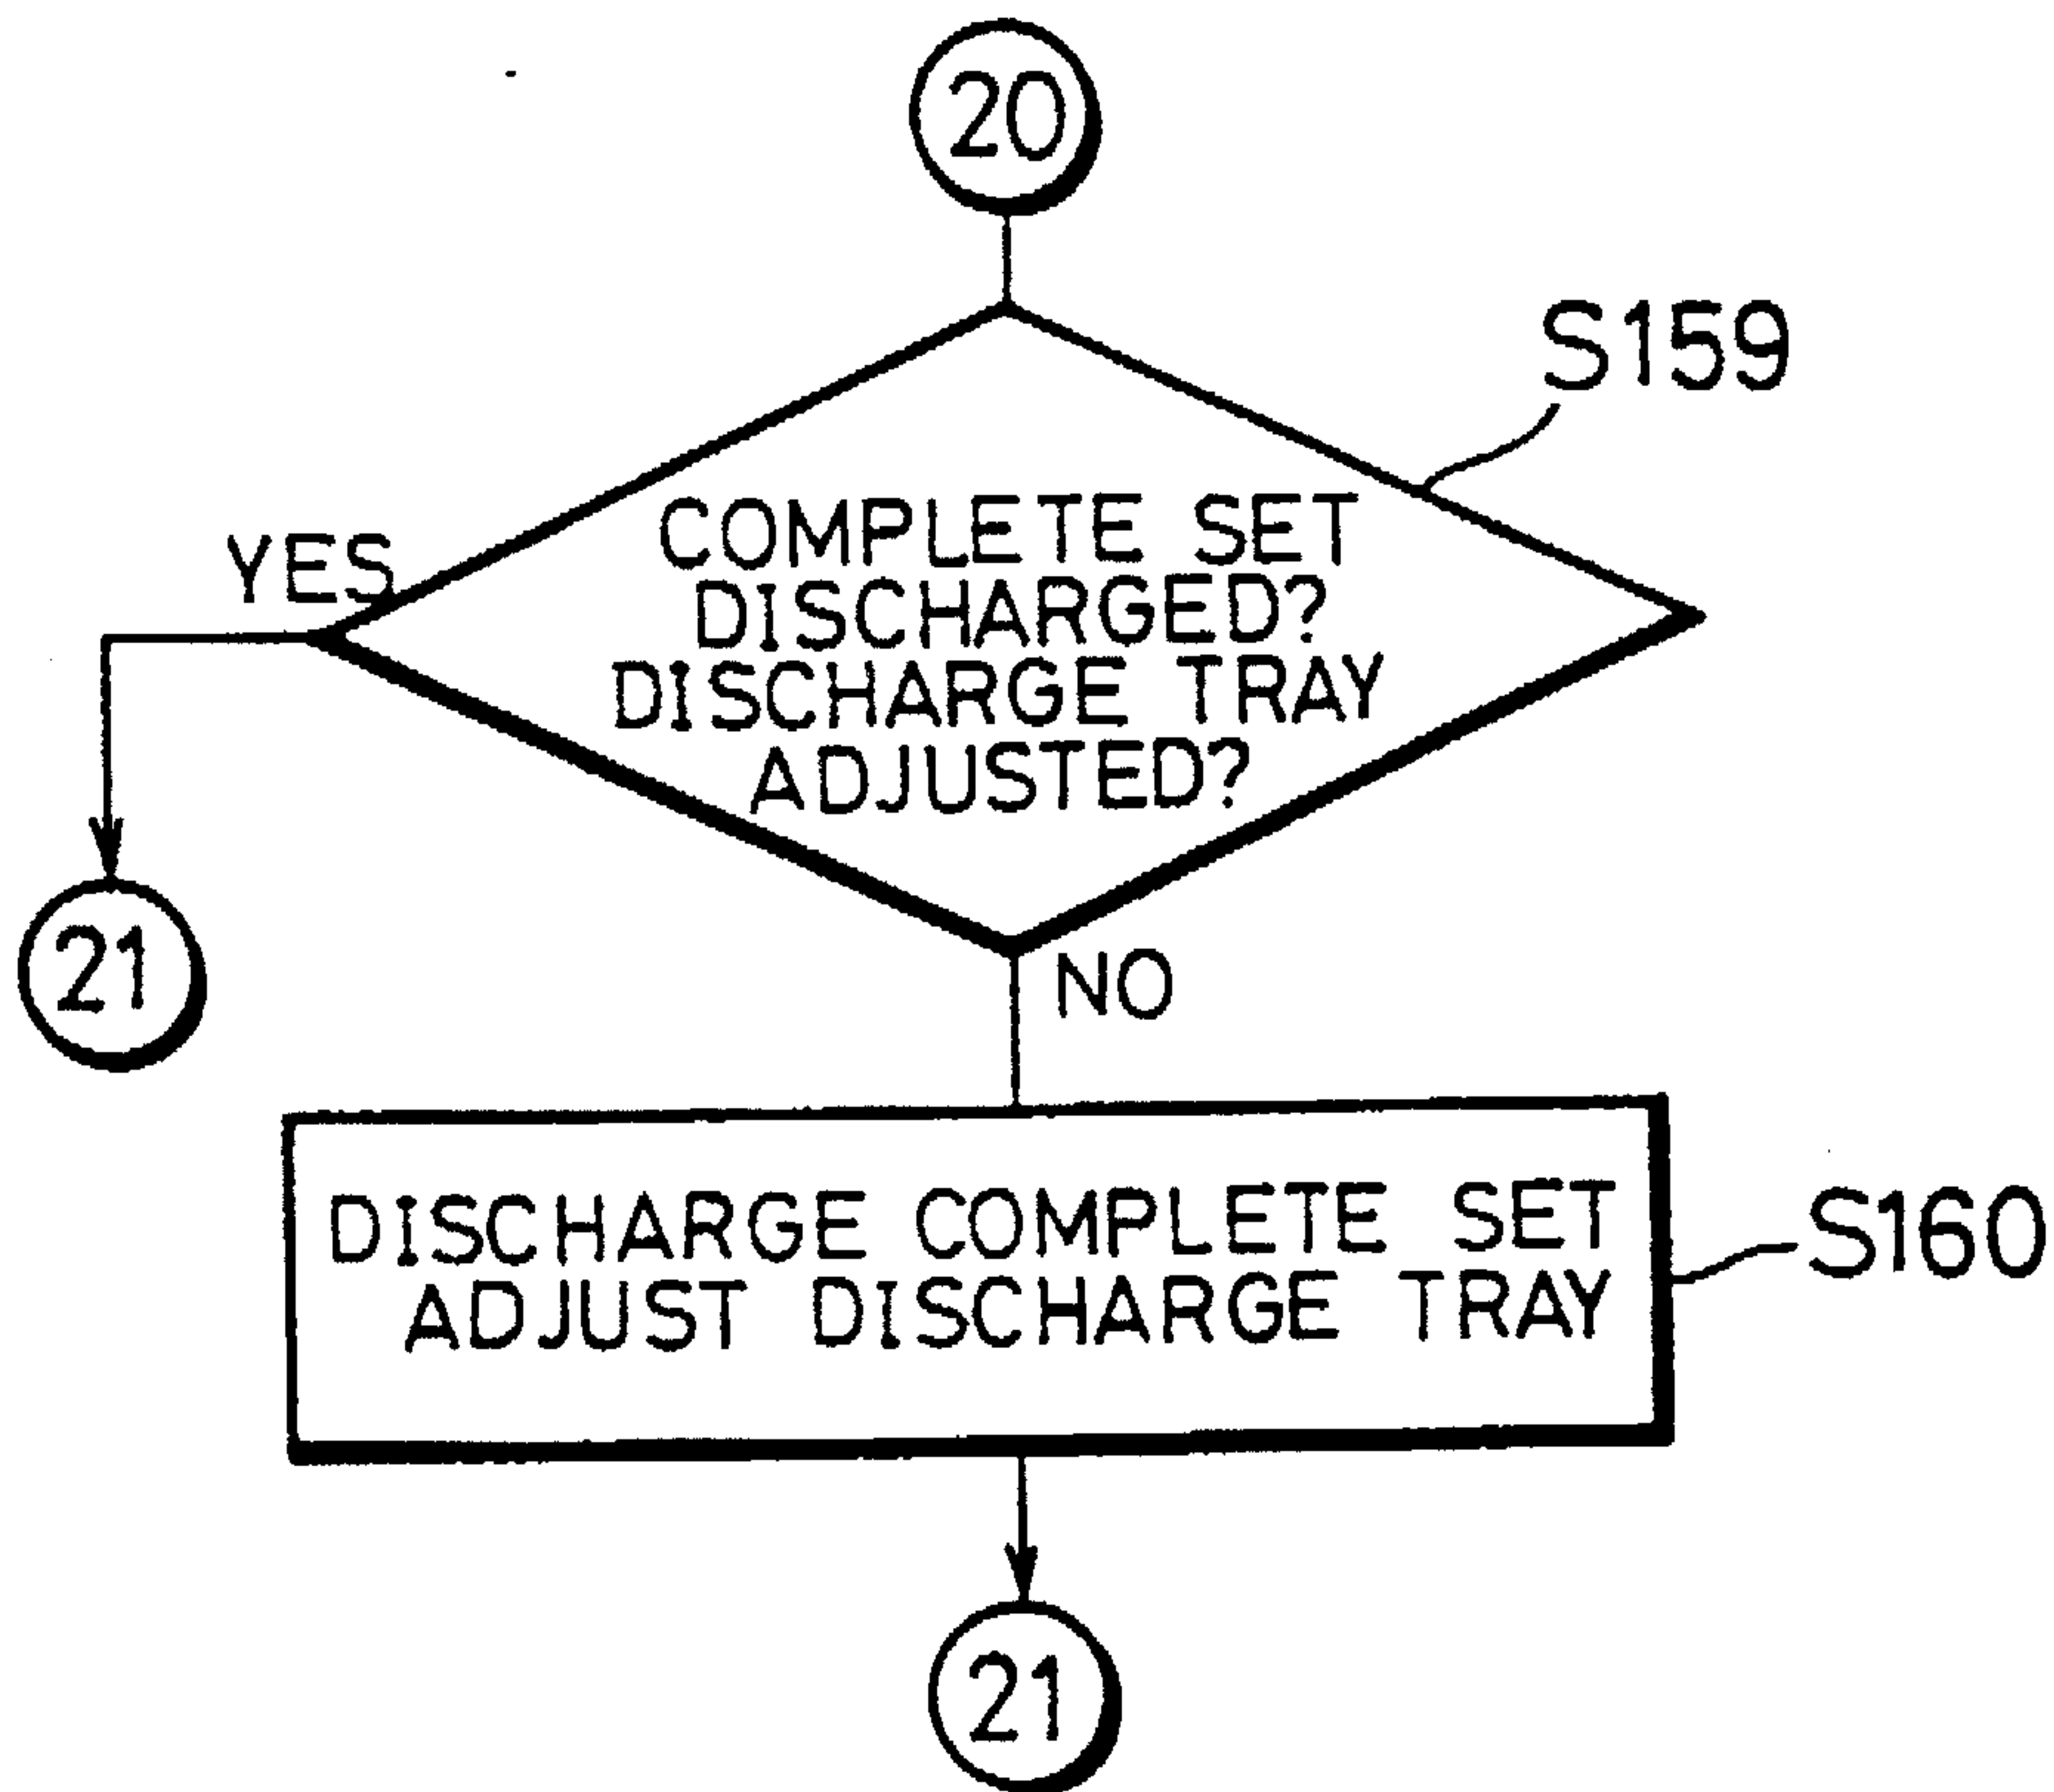 20
S159
COMPLETE SET
DISCHARGED?
DISCHARGE TRAY
ADJUSTED?
YES
21
NO
DISCHARGE COMPLETE SET
ADJUST DISCHARGE TRAY
S160
21